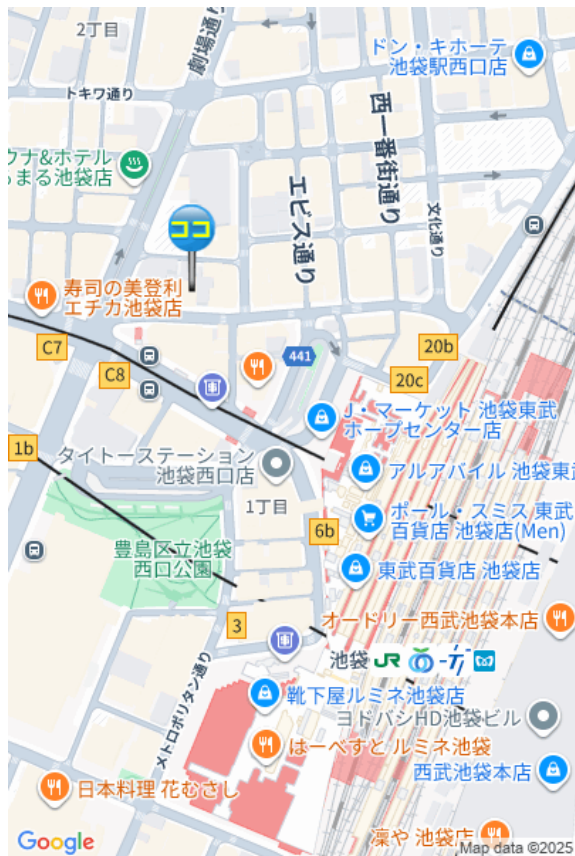 2丁目
劇場通り
ドン・キホーテ
池袋駅西口店
トキワ通り
西一番街通り
ウナ&ホテル
まる池袋店
エビス通り
文化通り
ココ
寿司の美登利
エチカ池袋店
C7
C8
441
20b
20c
J・マーケット 池袋東武
ホープセンター店
1b
タイトーステーション
池袋西口店
アルアバイル 池袋東武
1丁目
ポール・スミス 東武
百貨店 池袋店(Men)
6b
豊島区立池袋
西口公園
東武百貨店 池袋店
3
オードリー西武池袋本店
池袋 JR
メトロポリタン通り
靴下屋ルミネ池袋店
ヨドバシHD池袋ビル
はーべすと ルミネ池袋
西武池袋本店
日本料理 花むさし
凛や 池袋店
Google
Map data ©2025